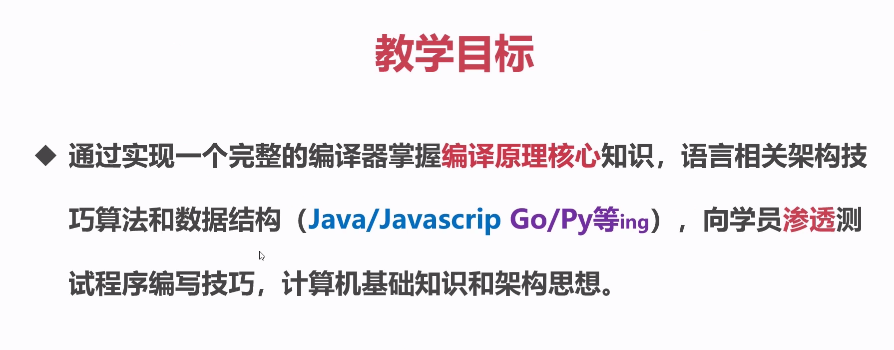 教学目标
◆ 通过实现一个完整的编译器掌握编译原理核心知识，语言相关架构技
巧算法和数据结构（Java/Javascrip Go/Py等ing），向学员渗透测
试程序编写技巧，计算机基础知识和架构思想。